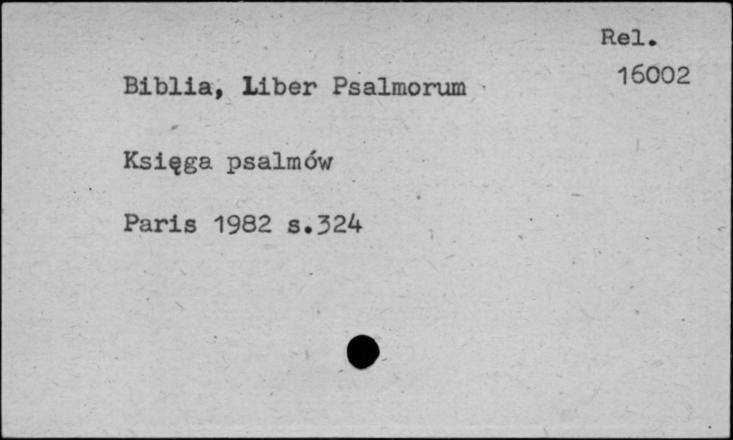 Rel.
16002
Biblia, Liber Psalmorum
Księga psalmów
Paris 1982 s.324